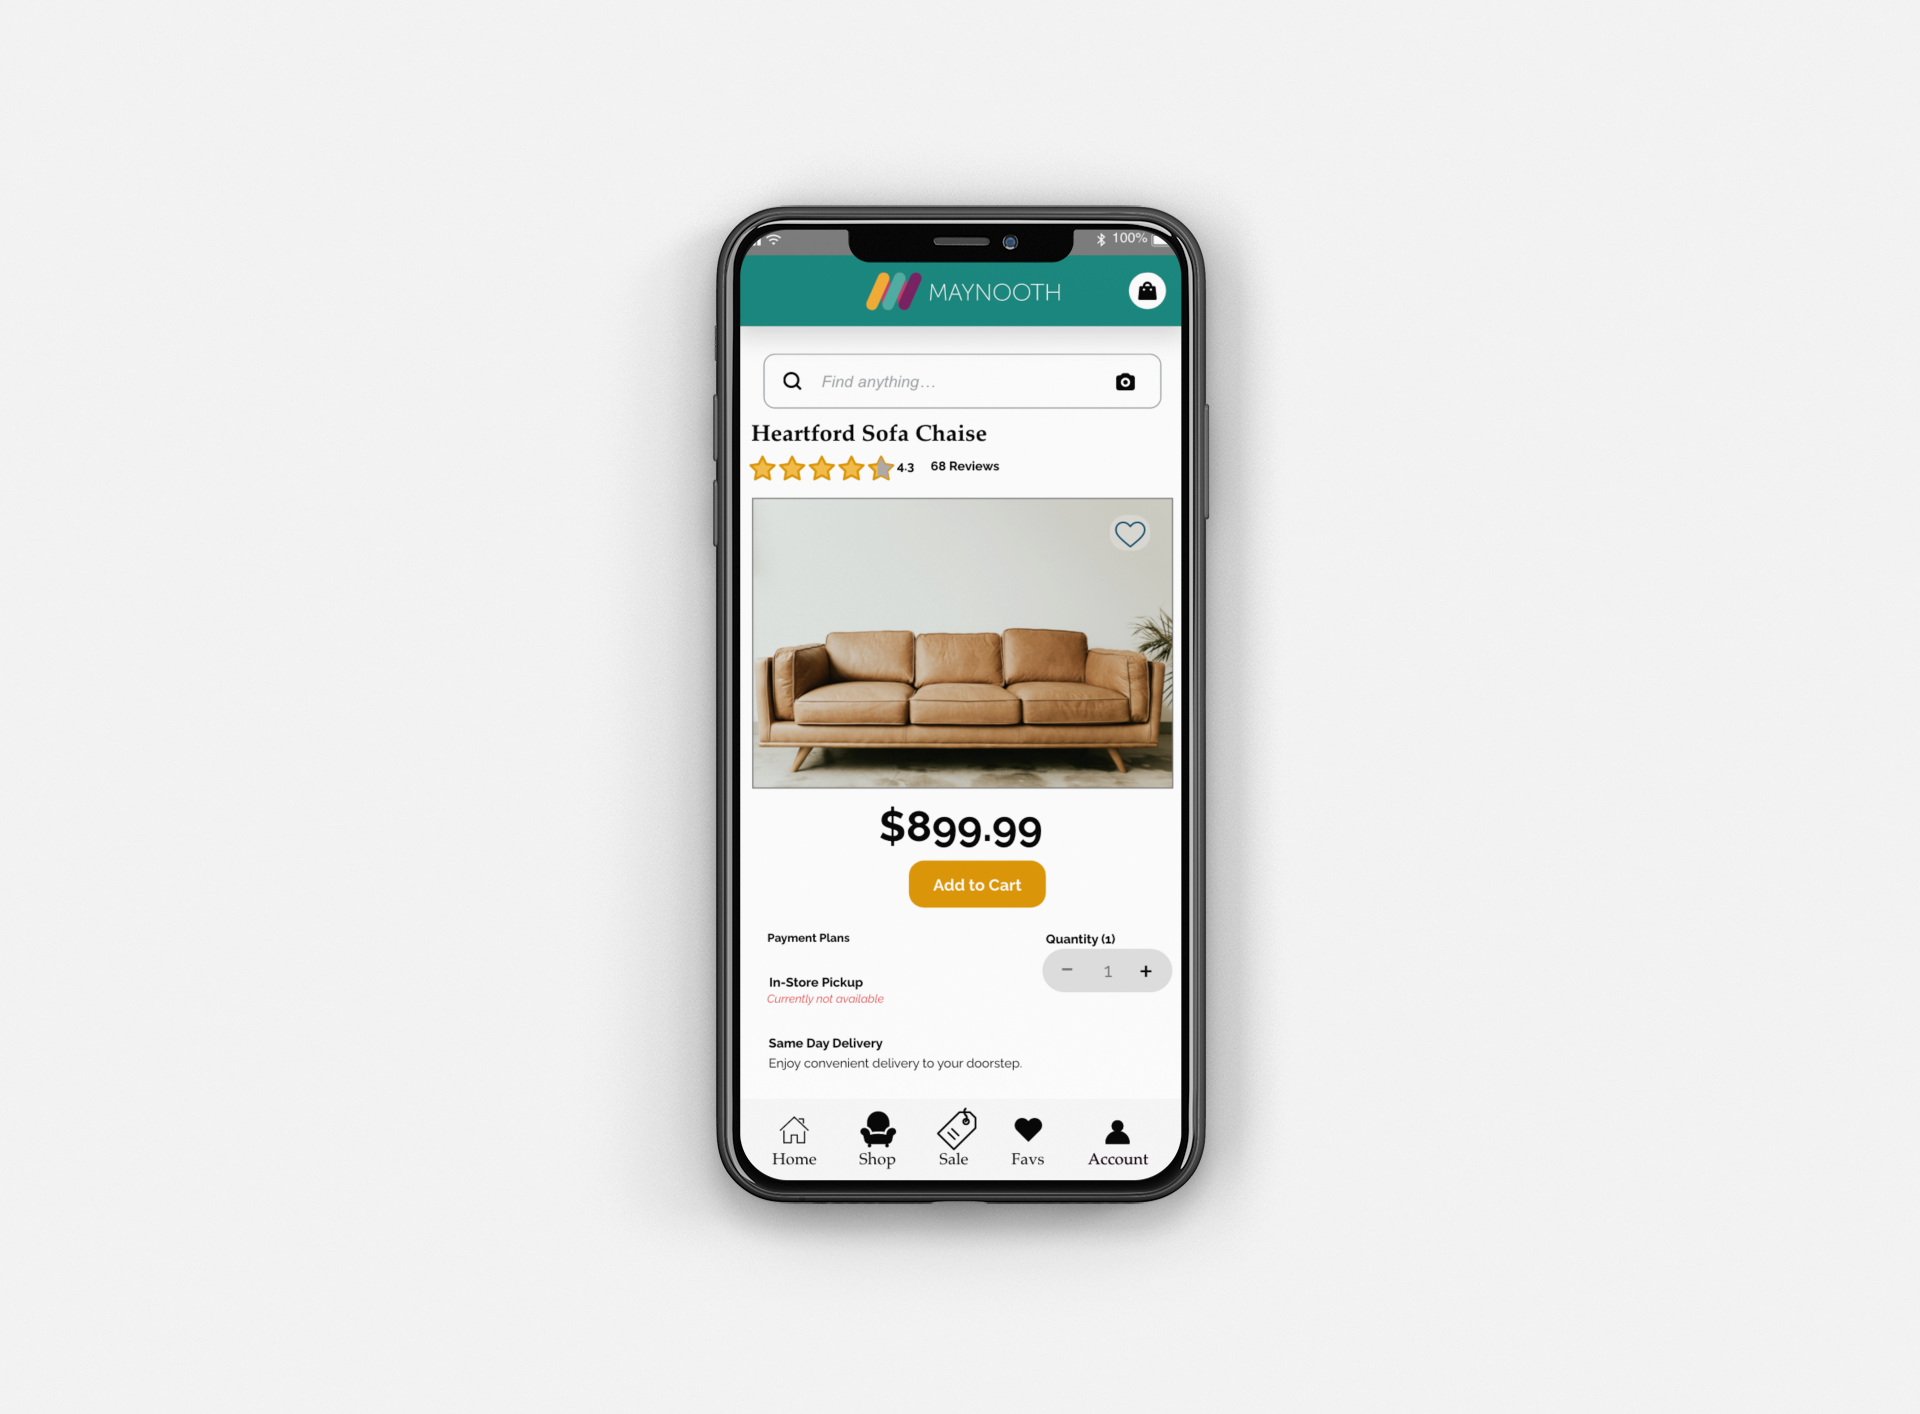 100%
MAYNOOTH
Find anything...
Heartford Sofa Chaise
4.3 68 Reviews
$899.99
Add to Cart
Payment Plans
Quantity (1)
− 1 +
In-Store Pickup
Currently not available
Same Day Delivery
Enjoy convenient delivery to your doorstep.
Home Shop Sale Favs Account